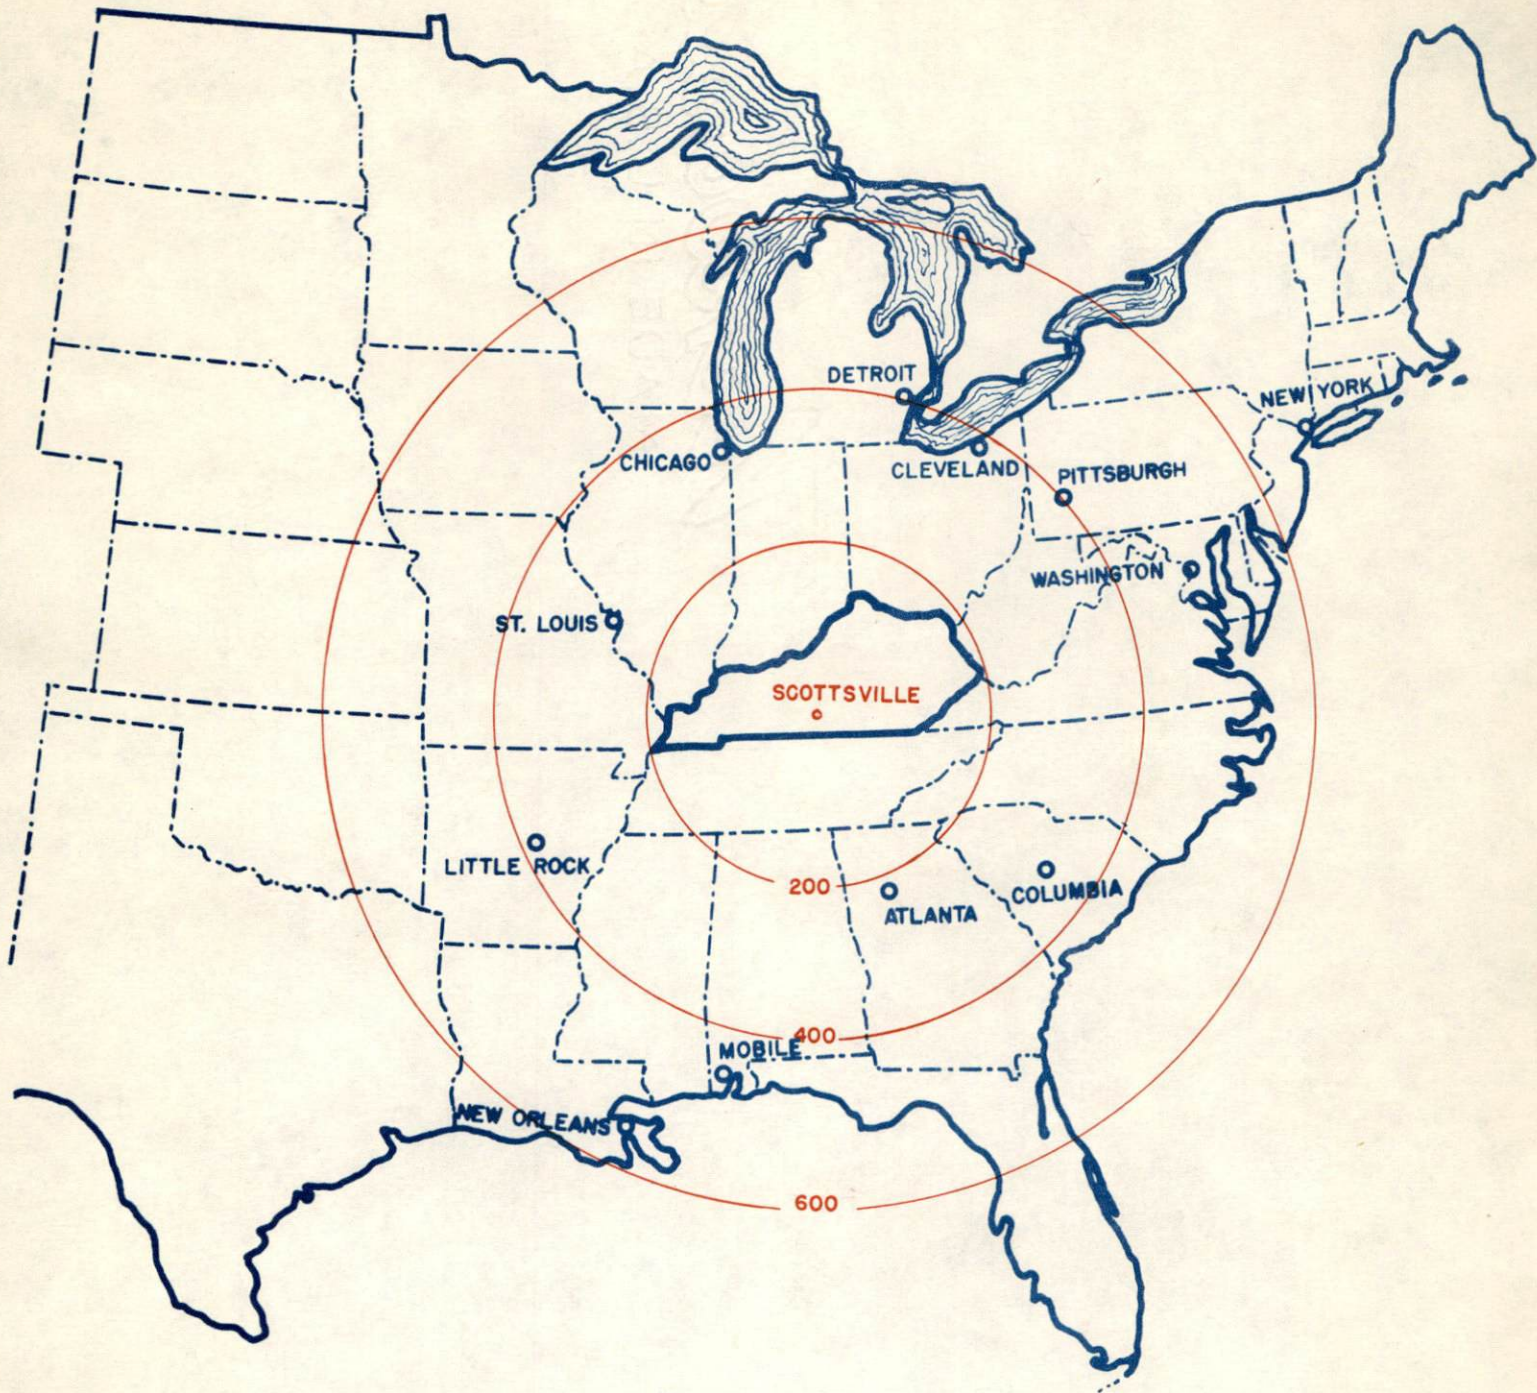 DETROIT
NEW YORK
CHICAGO
CLEVELAND
PITTSBURGH
WASHINGTON
ST. LOUIS
SCOTTSVILLE
LITTLE ROCK
200
COLUMBIA
ATLANTA
400
MOBILE
NEW ORLEANS
600